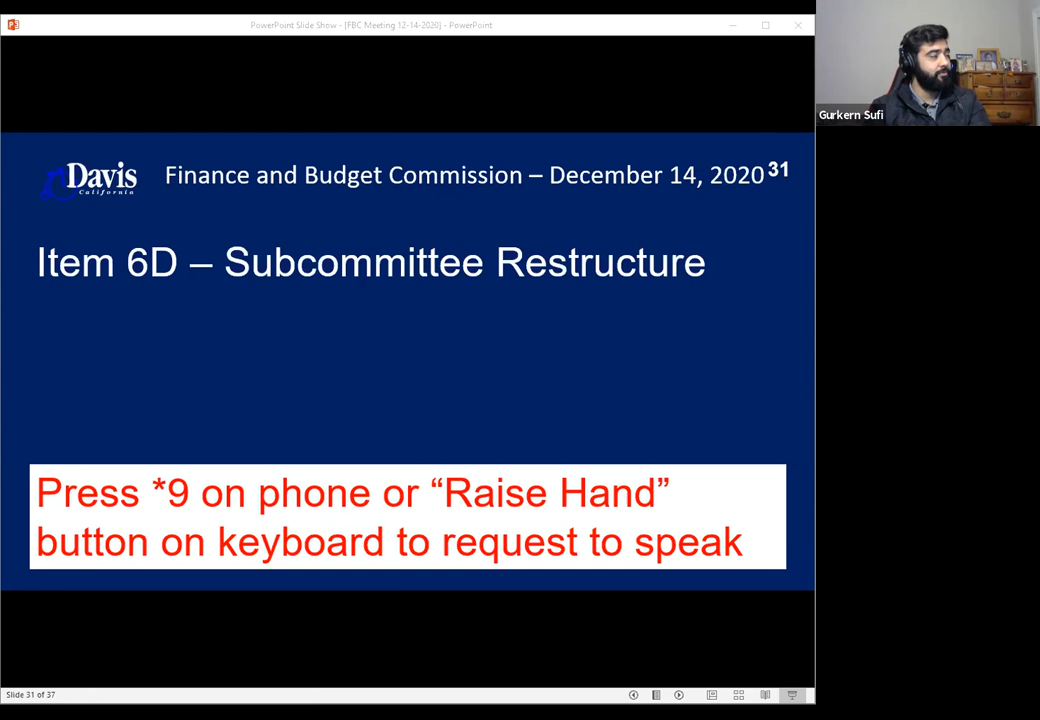 PowerPoint Slide Show - [FBC Meeting 12-14-2020] - PowerPoint
Gurkern Sufi
Davis
California
Finance and Budget Commission – December 14, 2020
31
Item 6D – Subcommittee Restructure
Press *9 on phone or “Raise Hand”
button on keyboard to request to speak
Slide 31 of 37